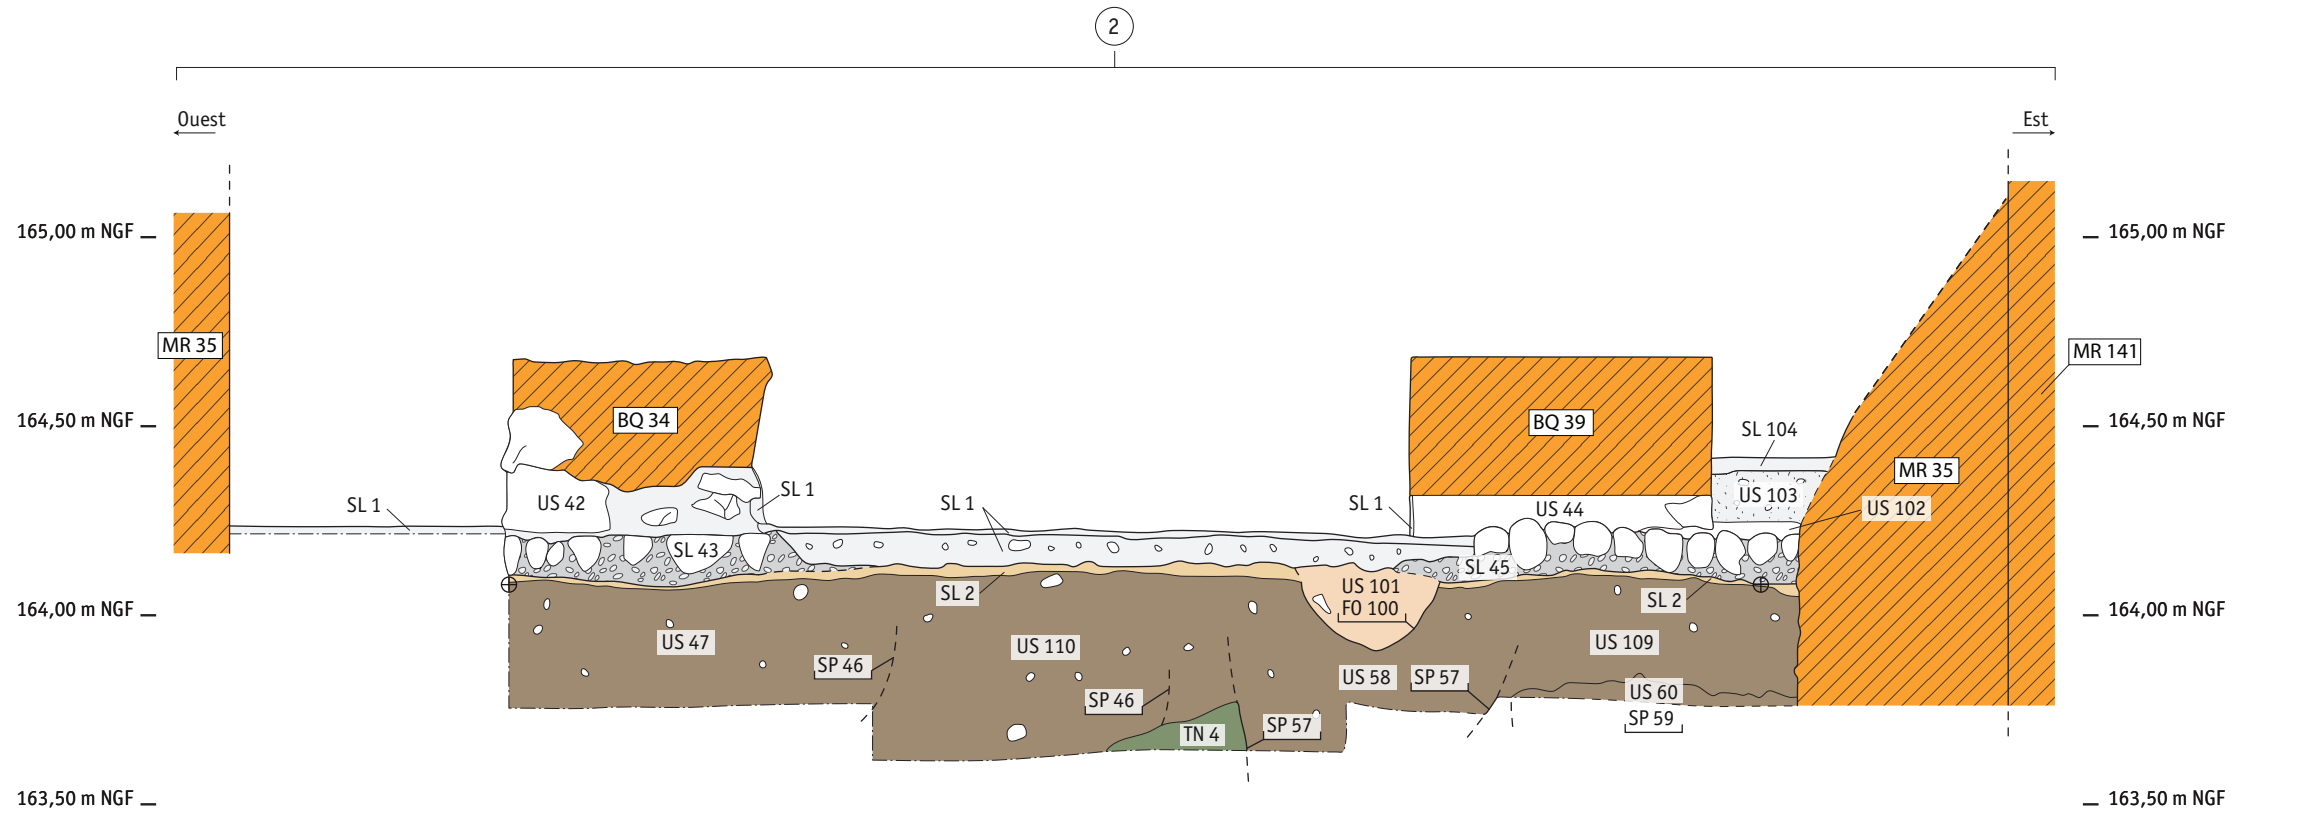 2
Ouest
Est
165,00 m NGF
165,00 m NGF
MR 35
MR 141
164,50 m NGF
BQ 34
BQ 39
164,50 m NGF
SL 104
MR 35
SL 1
US 42
SL 1
SL 1
SL 1
US 44
US 103
US 102
SL 43
SL 45
164,00 m NGF
SL 2
US 101
FO 100
SL 2
164,00 m NGF
US 47
US 110
US 109
SP 46
US 58
SP 57
SP 46
US 60
SP 59
TN 4
SP 57
163,50 m NGF
163,50 m NGF